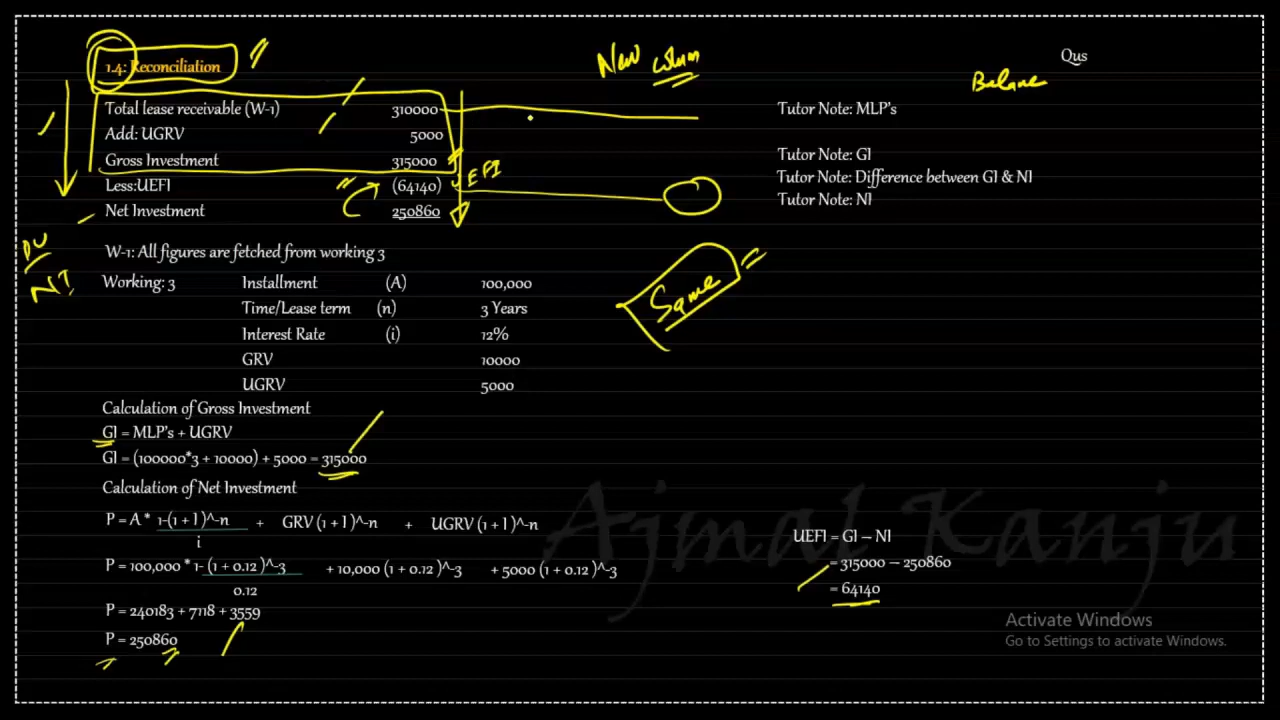 1.4: Reconciliation
New column
Qus
Balance
Total lease receivable (W-1) 310000 Tutor Note: MLP's
Add: UGRV 5000
Gross Investment 315000 Tutor Note: GI
Less:UEFI (64140) EFI Tutor Note: Difference between GI & NI
Net Investment 250860 Tutor Note: NI
PV
NI
W-1: All figures are fetched from working 3
Same
Working: 3 Installment (A) 100,000
Time/Lease term (n) 3 Years
Interest Rate (i) 12%
GRV 10000
UGRV 5000
Calculation of Gross Investment
GI = MLP's + UGRV
GI = (100000*3 + 10000) + 5000 = 315000
Calculation of Net Investment
P = A * 1-(1 + I )^-n + GRV (1 + I )^-n + UGRV (1 + I )^-n
i
P = 100,000 * 1- (1 + 0.12 )^-3 + 10,000 (1 + 0.12 )^-3 + 5000 (1 + 0.12 )^-3
0.12
P = 240183 + 7118 + 3559
P = 250860
UEFI = GI – NI
= 315000 – 250860
= 64140
Ajmal Kanju
Activate Windows
Go to Settings to activate Windows.